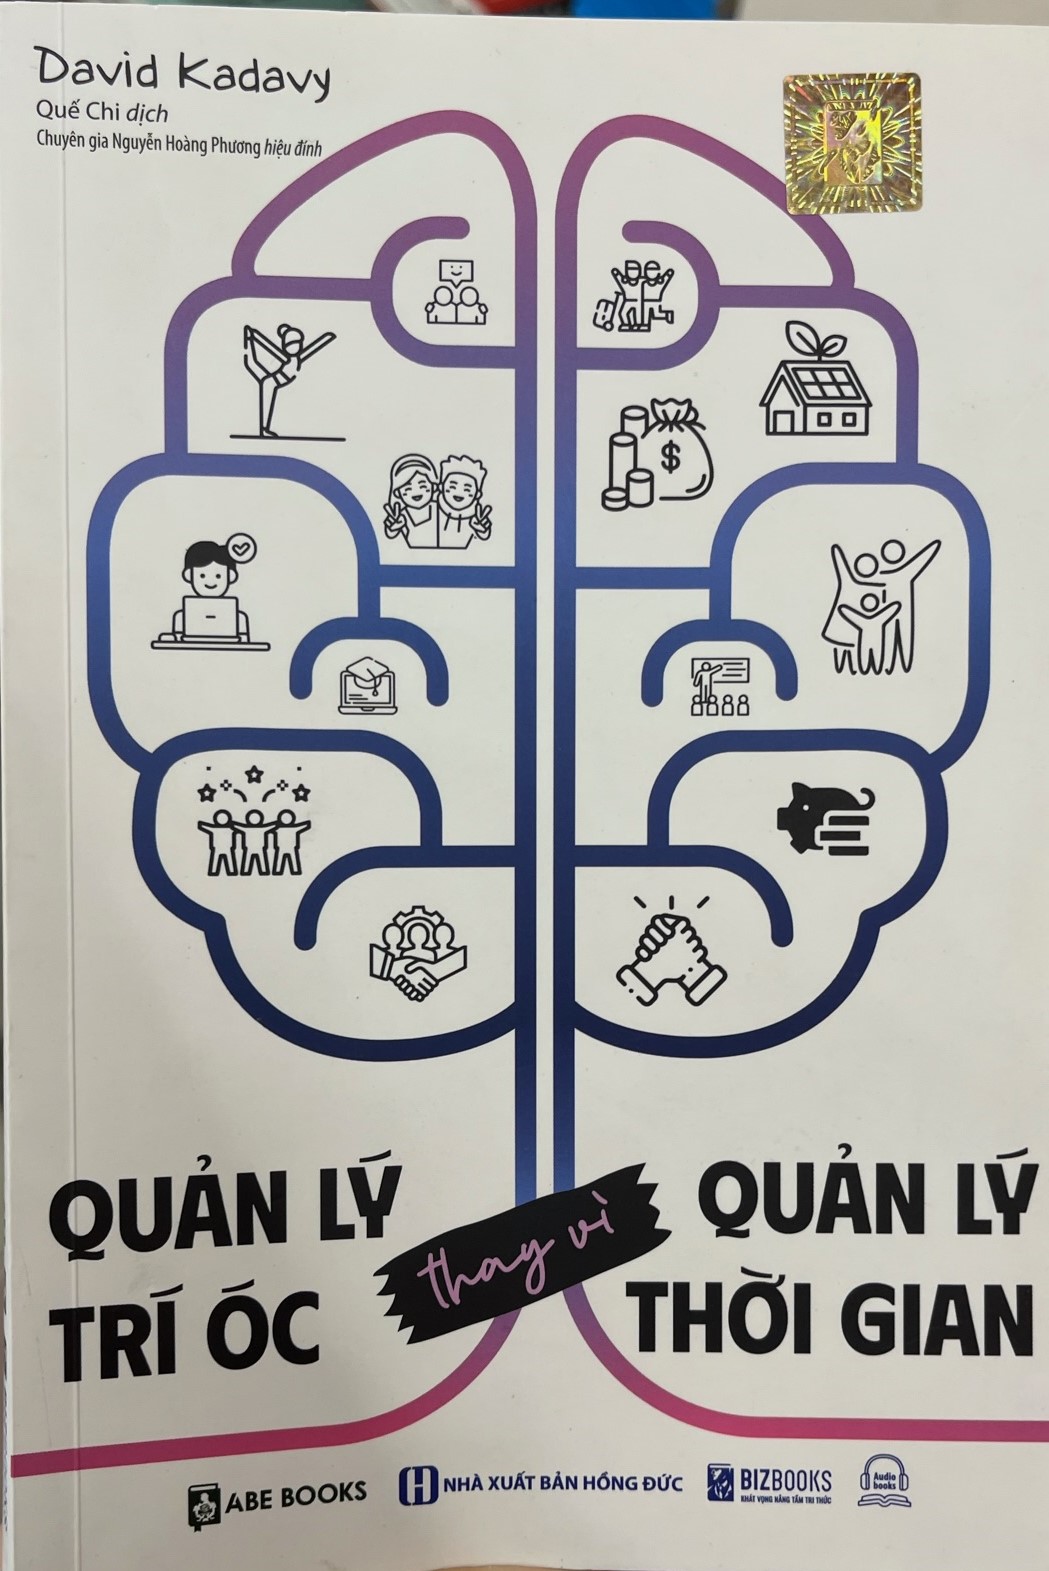 David Kadavy
Quế Chi dịch
Chuyên gia Nguyễn Hoàng Phương hiệu đính
$
QUẢN LÝ
TRÍ ÓC
thay vì
QUẢN LÝ
THỜI GIAN
ABE BOOKS
NHÀ XUẤT BẢN HỒNG ĐỨC
BIZBOOKS
KHÁT VỌNG NÂNG TẦM TRI THỨC
Audio
books